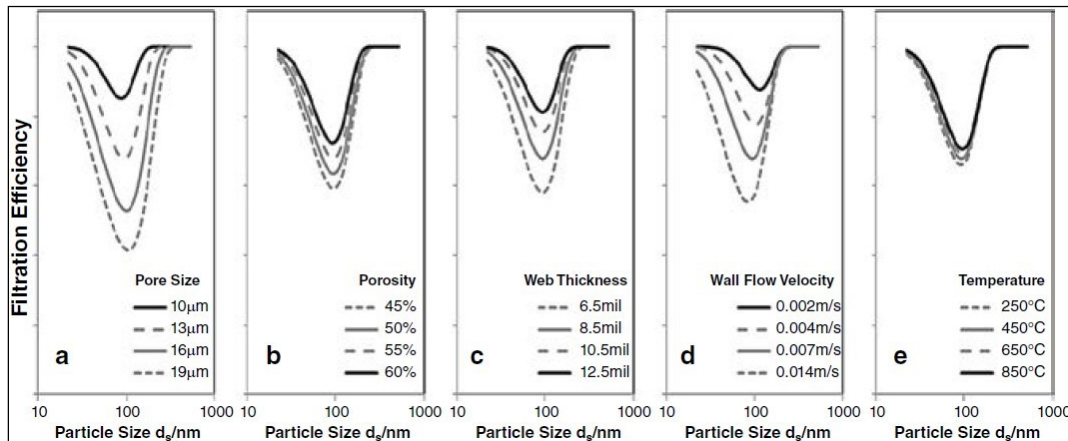 Filtration Efficiency
Pore Size
10μm
13μm
16μm
19μm
a
10 100 1000
Particle Size ds/nm
Porosity
45%
50%
55%
60%
b
10 100 1000
Particle Size ds/nm
Web Thickness
6.5mil
8.5mil
10.5mil
12.5mil
c
10 100 1000
Particle Size ds/nm
Wall Flow Velocity
0.002m/s
0.004m/s
0.007m/s
0.014m/s
d
10 100 1000
Particle Size ds/nm
Temperature
250°C
450°C
650°C
850°C
e
10 100 1000
Particle Size ds/nm